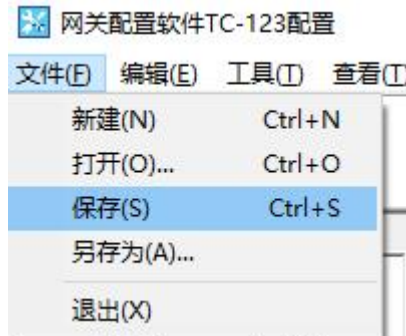 网关配置软件TC-123配置
文件(F) 编辑(E) 工具(T) 查看(
新建(N) Ctrl+N
打开(O)... Ctrl+O
保存(S) Ctrl+S
另存为(A)...
退出(X)